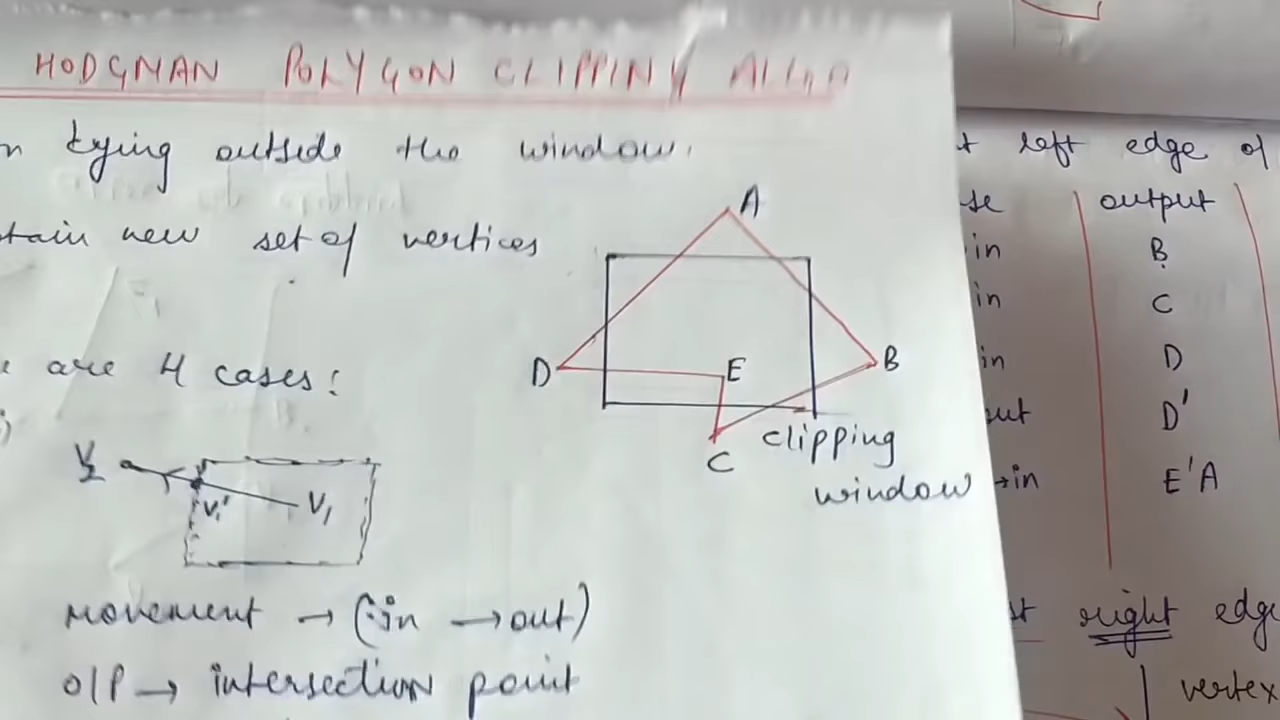 HODGMAN POLYGON CLIPPING ALGO
lying outside the window.
new set of vertices
A
D
E
B
C
clipping
window
are 4 cases:
V2
V1'
V1
movement → (in → out)
O/P → intersection point
left edge of
output
in
B
in
C
in
D
D'
→in
E'A
right edge
vertex